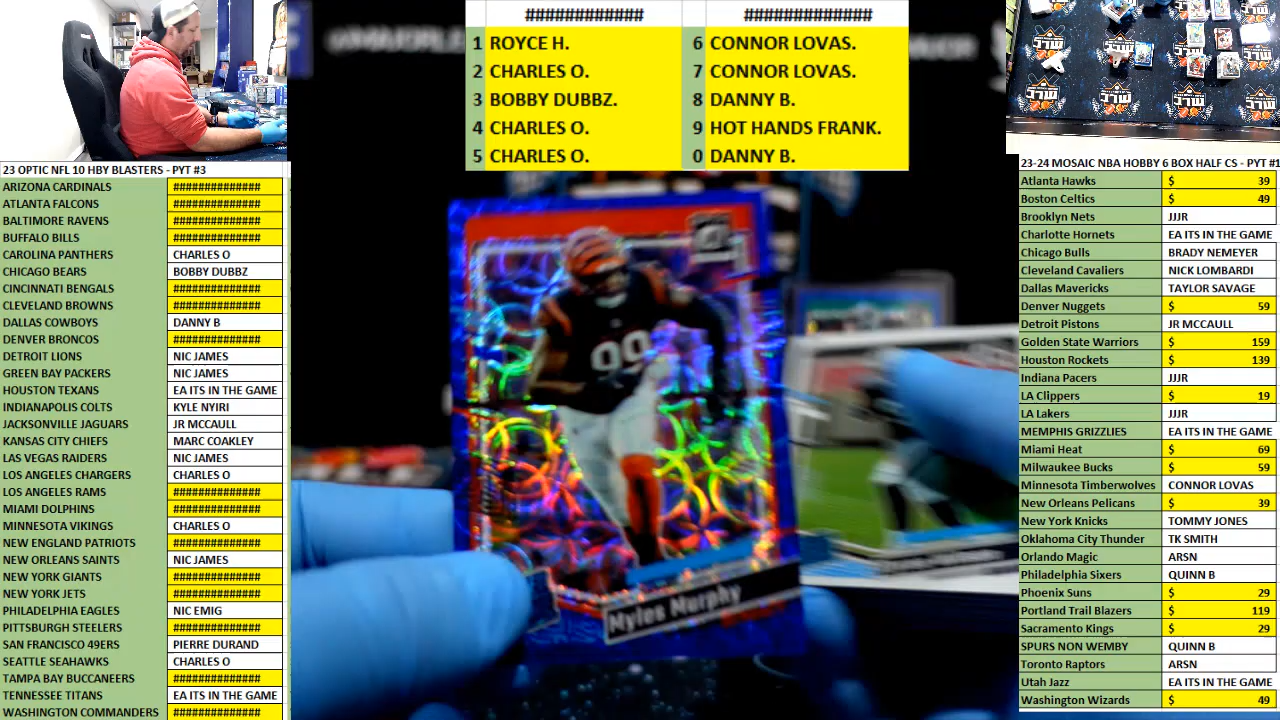 ############ ############
1 ROYCE H. 6 CONNOR LOVAS.
2 CHARLES O. 7 CONNOR LOVAS.
3 BOBBY DUBBZ. 8 DANNY B.
4 CHARLES O. 9 HOT HANDS FRANK.
5 CHARLES O. 0 DANNY B.
23 OPTIC NFL 10 HBY BLASTERS - PYT #3
ARIZONA CARDINALS ##############
ATLANTA FALCONS ##############
BALTIMORE RAVENS ##############
BUFFALO BILLS ##############
CAROLINA PANTHERS CHARLES O
CHICAGO BEARS BOBBY DUBBZ
CINCINNATI BENGALS ##############
CLEVELAND BROWNS ##############
DALLAS COWBOYS DANNY B
DENVER BRONCOS ##############
DETROIT LIONS NIC JAMES
GREEN BAY PACKERS NIC JAMES
HOUSTON TEXANS EA ITS IN THE GAME
INDIANAPOLIS COLTS KYLE NYIRI
JACKSONVILLE JAGUARS JR MCCAULL
KANSAS CITY CHIEFS MARC COAKLEY
LAS VEGAS RAIDERS NIC JAMES
LOS ANGELES CHARGERS CHARLES O
LOS ANGELES RAMS ##############
MIAMI DOLPHINS ##############
MINNESOTA VIKINGS CHARLES O
NEW ENGLAND PATRIOTS ##############
NEW ORLEANS SAINTS NIC JAMES
NEW YORK GIANTS ##############
NEW YORK JETS ##############
PHILADELPHIA EAGLES NIC EMIG
PITTSBURGH STEELERS ##############
SAN FRANCISCO 49ERS PIERRE DURAND
SEATTLE SEAHAWKS CHARLES O
TAMPA BAY BUCCANEERS ##############
TENNESSEE TITANS EA ITS IN THE GAME
WASHINGTON COMMANDERS ##############
99
Myles Murphy
23-24 MOSAIC NBA HOBBY 6 BOX HALF CS - PYT #1
Atlanta Hawks $ 39
Boston Celtics $ 49
Brooklyn Nets JJJR
Charlotte Hornets EA ITS IN THE GAME
Chicago Bulls BRADY NEMEYER
Cleveland Cavaliers NICK LOMBARDI
Dallas Mavericks TAYLOR SAVAGE
Denver Nuggets $ 59
Detroit Pistons JR MCCAULL
Golden State Warriors $ 159
Houston Rockets $ 139
Indiana Pacers JJJR
LA Clippers $ 19
LA Lakers JJJR
MEMPHIS GRIZZLIES EA ITS IN THE GAME
Miami Heat $ 69
Milwaukee Bucks $ 59
Minnesota Timberwolves CONNOR LOVAS
New Orleans Pelicans $ 39
New York Knicks TOMMY JONES
Oklahoma City Thunder TK SMITH
Orlando Magic ARSN
Philadelphia Sixers QUINN B
Phoenix Suns $ 29
Portland Trail Blazers $ 119
Sacramento Kings $ 29
SPURS NON WEMBY QUINN B
Toronto Raptors ARSN
Utah Jazz EA ITS IN THE GAME
Washington Wizards $ 49